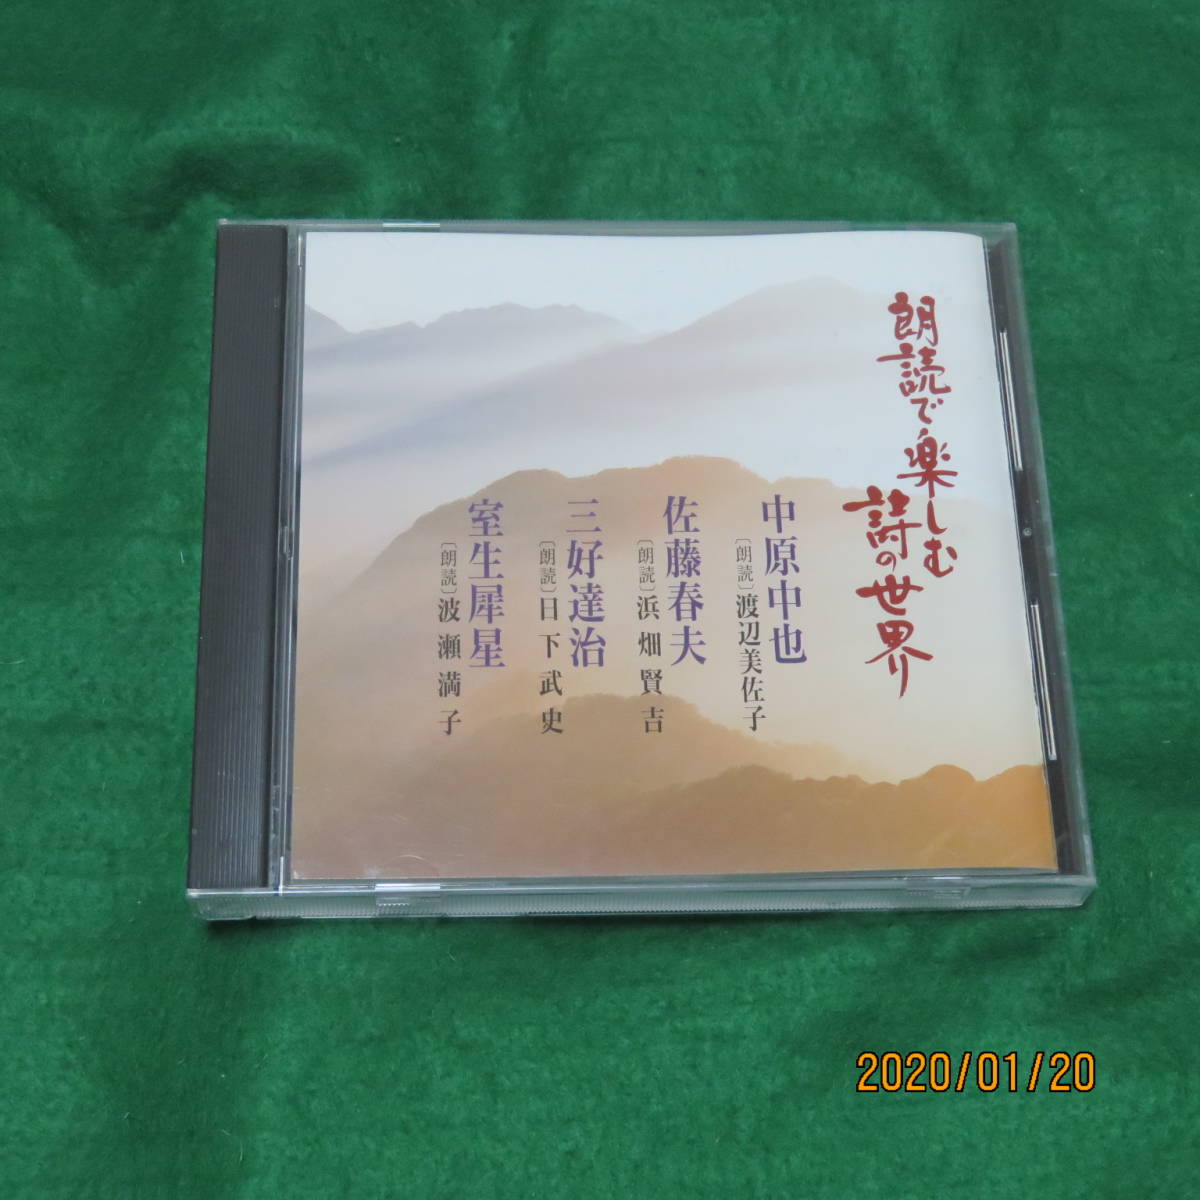 朗読で楽しむ
詩の世界
中原中也
〔朗読〕渡辺美佐子
佐藤春夫
〔朗読〕浜畑賢吉
三好達治
〔朗読〕日下武史
室生犀星
〔朗読〕波瀬満子
2020/01/20